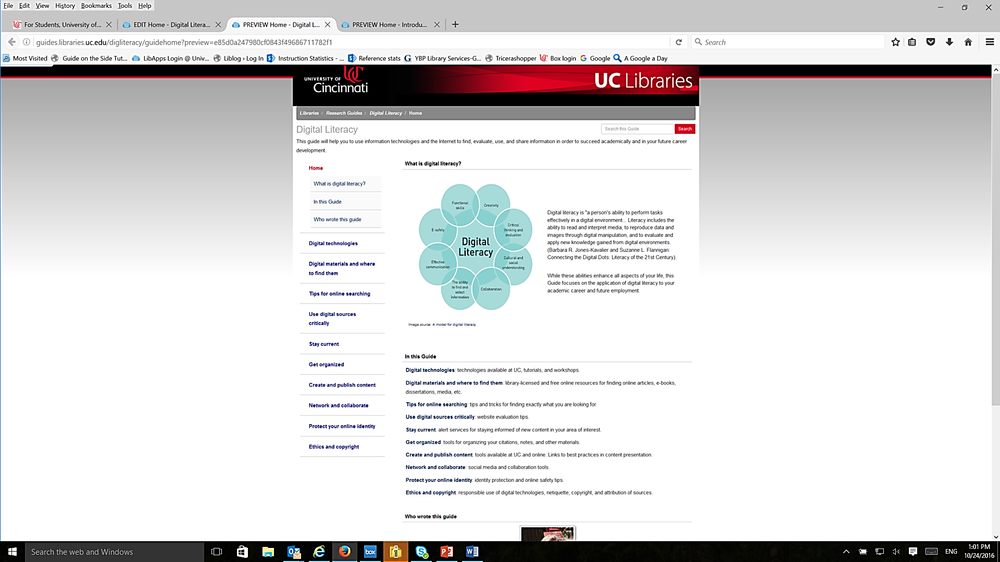 File Edit View History Bookmarks Tools Help
For Students, University of... EDIT Home - Digital Litera... PREVIEW Home - Digital L... PREVIEW Home - Introdu...
guides.libraries.uc.edu/digliteracy/guidehome?preview=e85d0a247980cf0843f49686711782f1 Search
Most Visited Guide on the Side Tut... LibApps Login @ Univ... Liblog › Log In Instruction Statistics - ... Reference stats YBP Library Services-G... Tricerashopper Box login Google A Google a Day
UNIVERSITY OF
Cincinnati
UC Libraries
Libraries / Research Guides / Digital Literacy / Home
Digital Literacy
Search this Guide Search
This guide will help you to use information technologies and the Internet to find, evaluate, use, and share information in order to succeed academically and in your future career
development.
Home
What is digital literacy?
In this Guide
Who wrote this guide
Digital technologies
Digital materials and where
to find them
Tips for online searching
Use digital sources
critically
Stay current
Get organized
Create and publish content
Network and collaborate
Protect your online identity
Ethics and copyright
What is digital literacy?
Functional
skills
Creativity
Critical
thinking and
evaluation
Cultural and
social
understanding
Collaboration
The ability
to find and
select
information
Effective
communication
E-safety
Digital
Literacy
Digital literacy is "a person's ability to perform tasks
effectively in a digital environment... Literacy includes the
ability to read and interpret media, to reproduce data and
images through digital manipulation, and to evaluate and
apply new knowledge gained from digital environments.
(Barbara R. Jones-Kavalier and Suzanne L. Flannigan:
Connecting the Digital Dots: Literacy of the 21st Century).
While these abilities enhance all aspects of your life, this
Guide focuses on the application of digital literacy to your
academic career and future employment.
Image source: A model for digital literacy
In this Guide
Digital technologies: technologies available at UC, tutorials, and workshops.
Digital materials and where to find them: library-licensed and free online resources for finding online articles, e-books,
dissertations, media, etc.
Tips for online searching: tips and tricks for finding exactly what you are looking for.
Use digital sources critically: website evaluation tips.
Stay current: alert services for staying informed of new content in your area of interest.
Get organized: tools for organizing your citations, notes, and other materials.
Create and publish content: tools available at UC and online. Links to best practices in content presentation.
Network and collaborate: social media and collaboration tools.
Protect your online identity: identity protection and online safety tips.
Ethics and copyright: responsible use of digital technologies, netiquette, copyright, and attribution of sources.
Who wrote this guide
Search the web and Windows
box
ENG
1:01 PM
10/24/2016